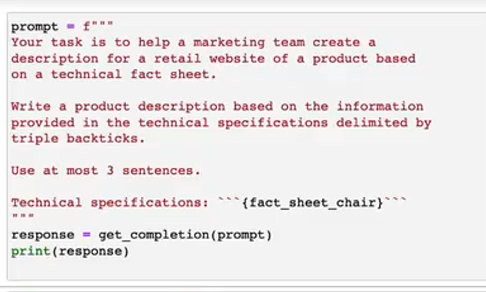 prompt = f"""
Your task is to help a marketing team create a
description for a retail website of a product based
on a technical fact sheet.
Write a product description based on the information
provided in the technical specifications delimited by
triple backticks.
Use at most 3 sentences.
Technical specifications: ```{fact_sheet_chair}```
"""
response = get_completion(prompt)
print(response)